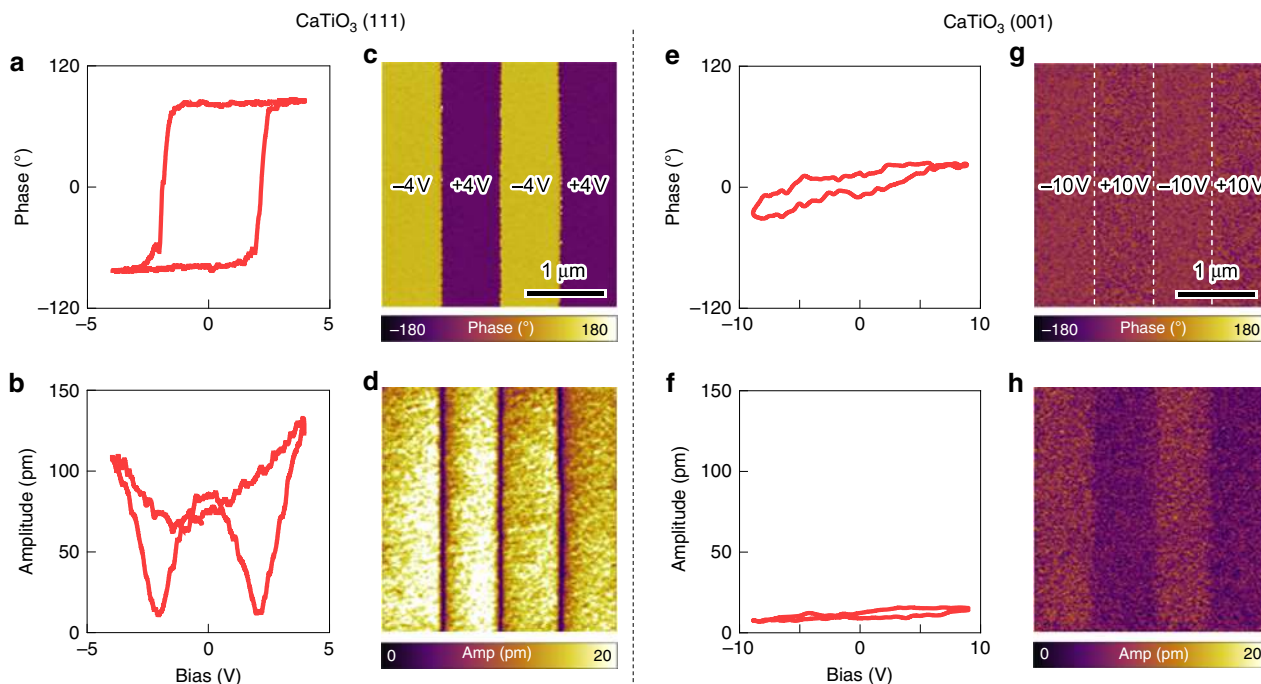 CaTiO3 (111)
CaTiO3 (001)
a
120
0
–120
Phase (°)
–5
0
5
c
–4V
+4V
–4V
+4V
1 μm
–180
Phase (°)
180
e
120
0
–120
Phase (°)
–10
0
10
g
–10V
+10V
–10V
+10V
1 μm
–180
Phase (°)
180
b
150
100
50
0
Amplitude (pm)
–5
0
5
Bias (V)
d
0
Amp (pm)
20
f
150
100
50
0
Amplitude (pm)
–10
0
10
Bias (V)
h
0
Amp (pm)
20